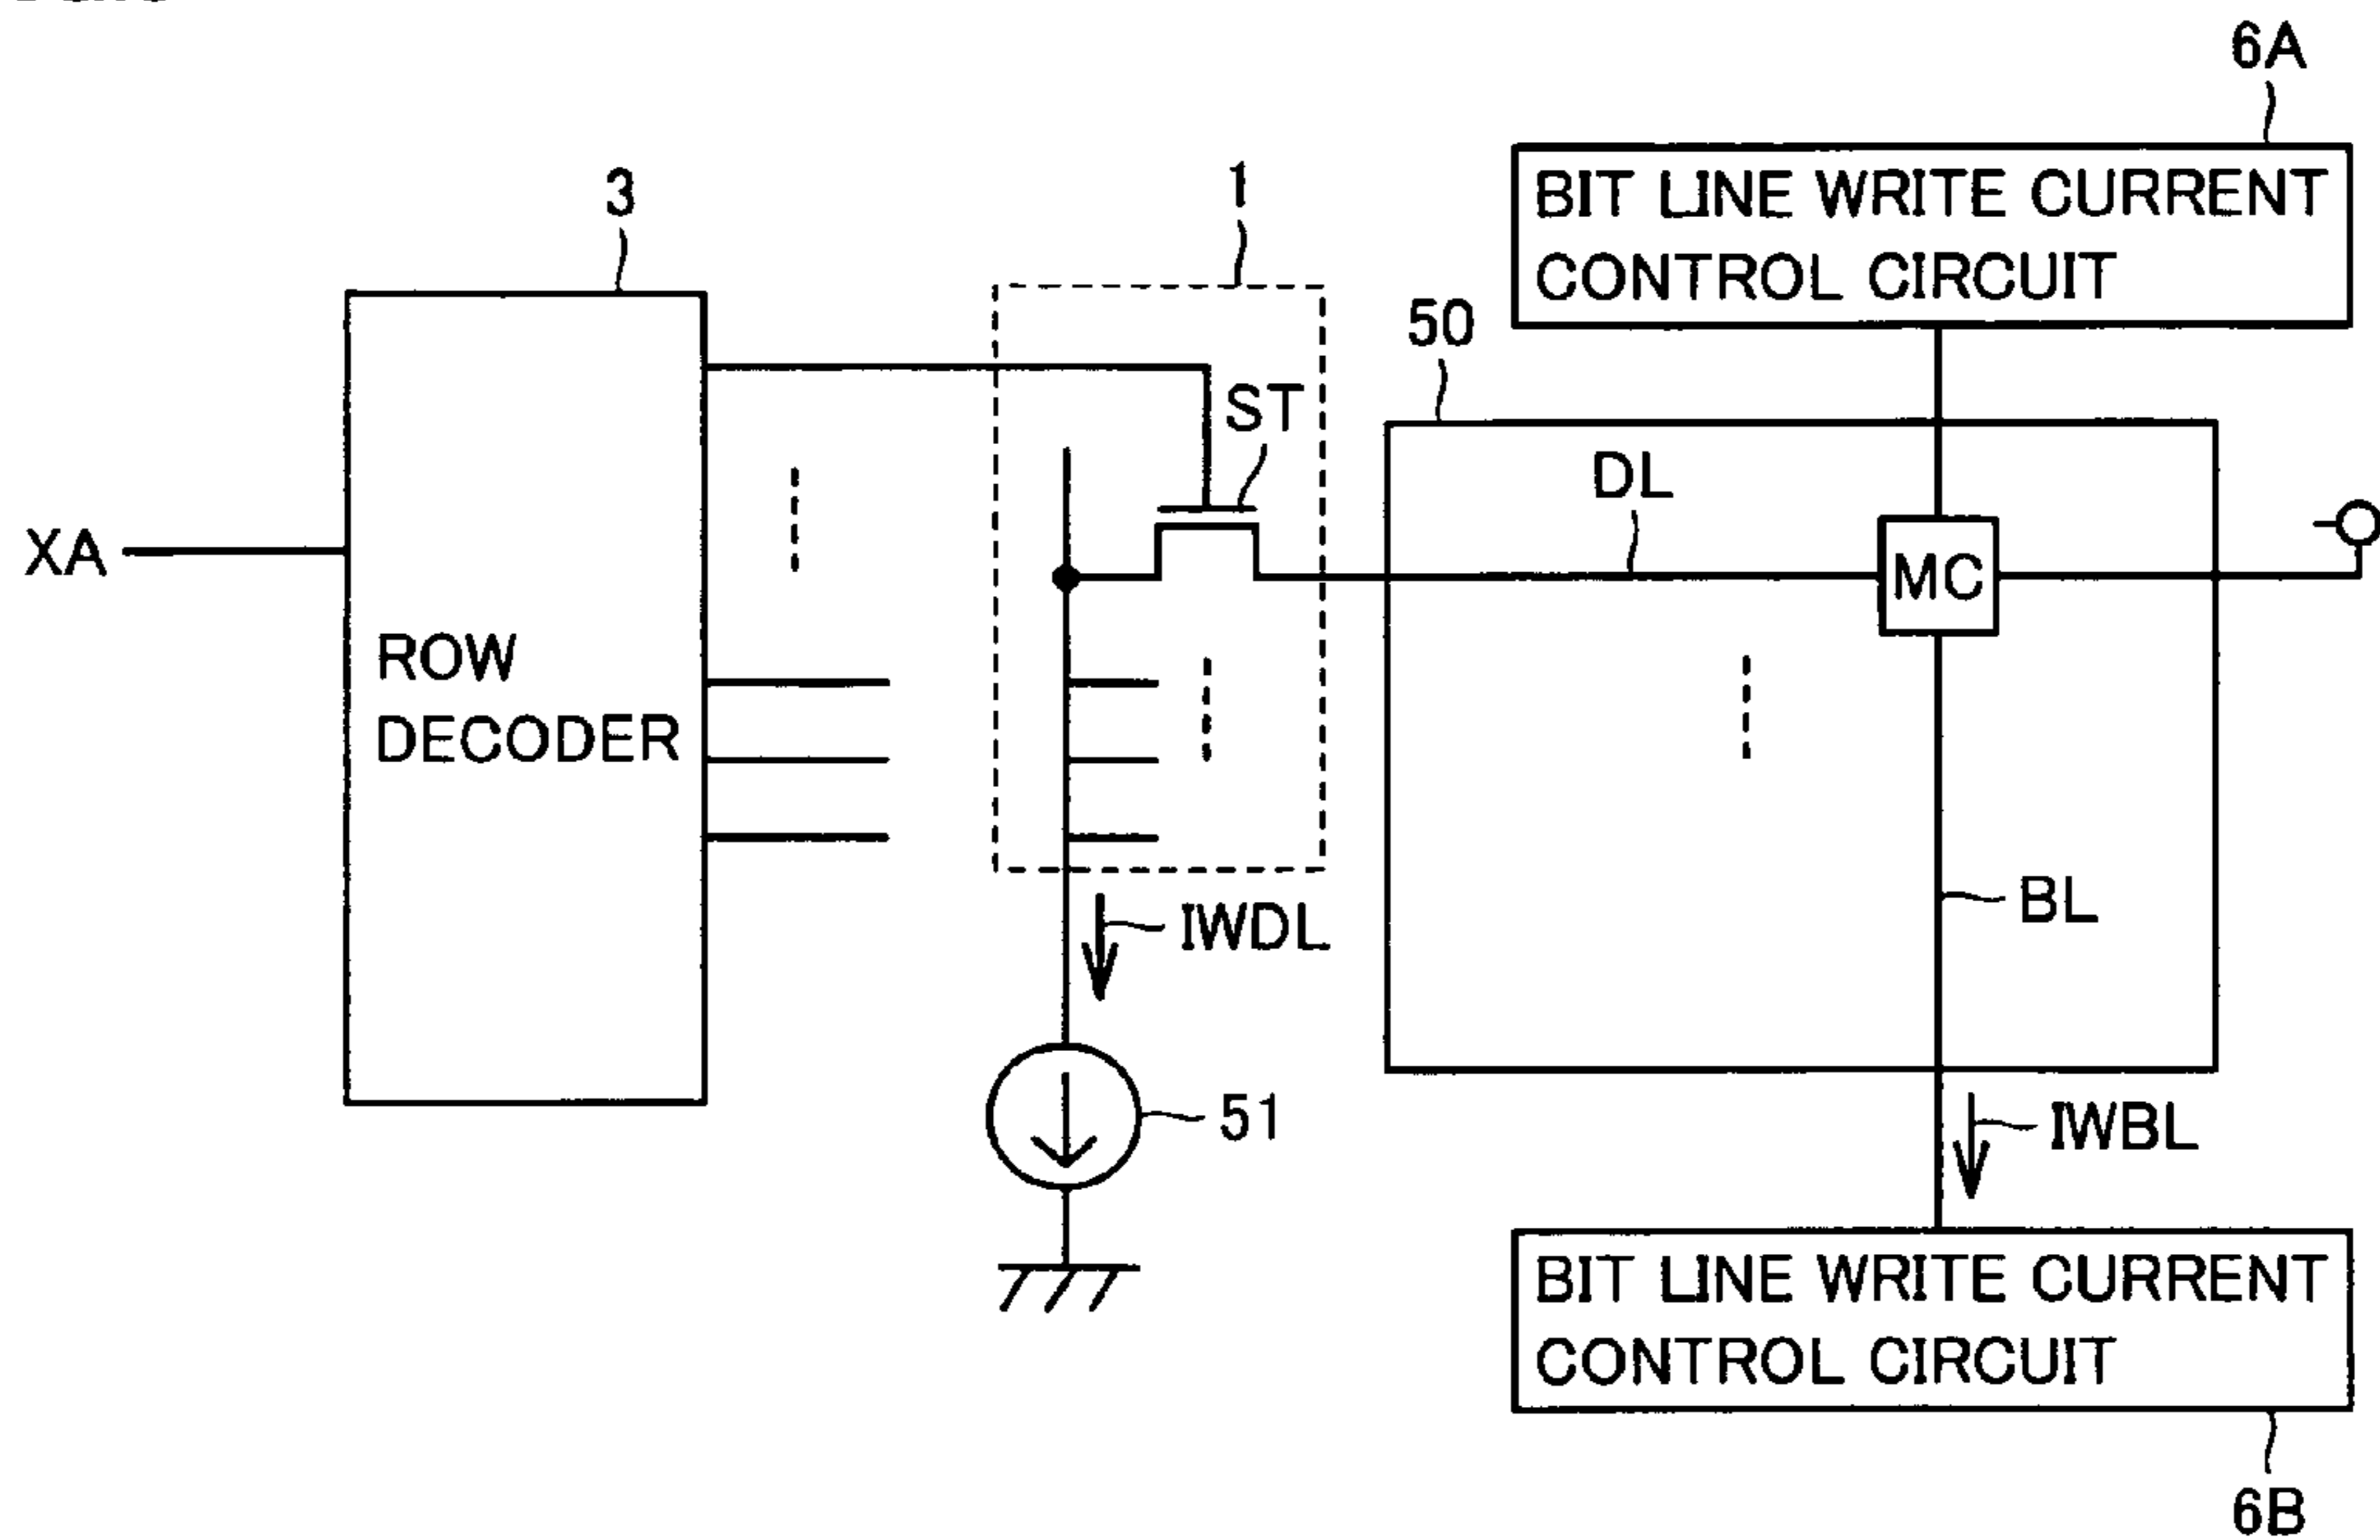 6A
BIT LINE WRITE CURRENT
CONTROL CIRCUIT
3
1
50
ST
DL
XA
MC
ROW
DECODER
BL
IWDL
51
IWBL
BIT LINE WRITE CURRENT
CONTROL CIRCUIT
6B